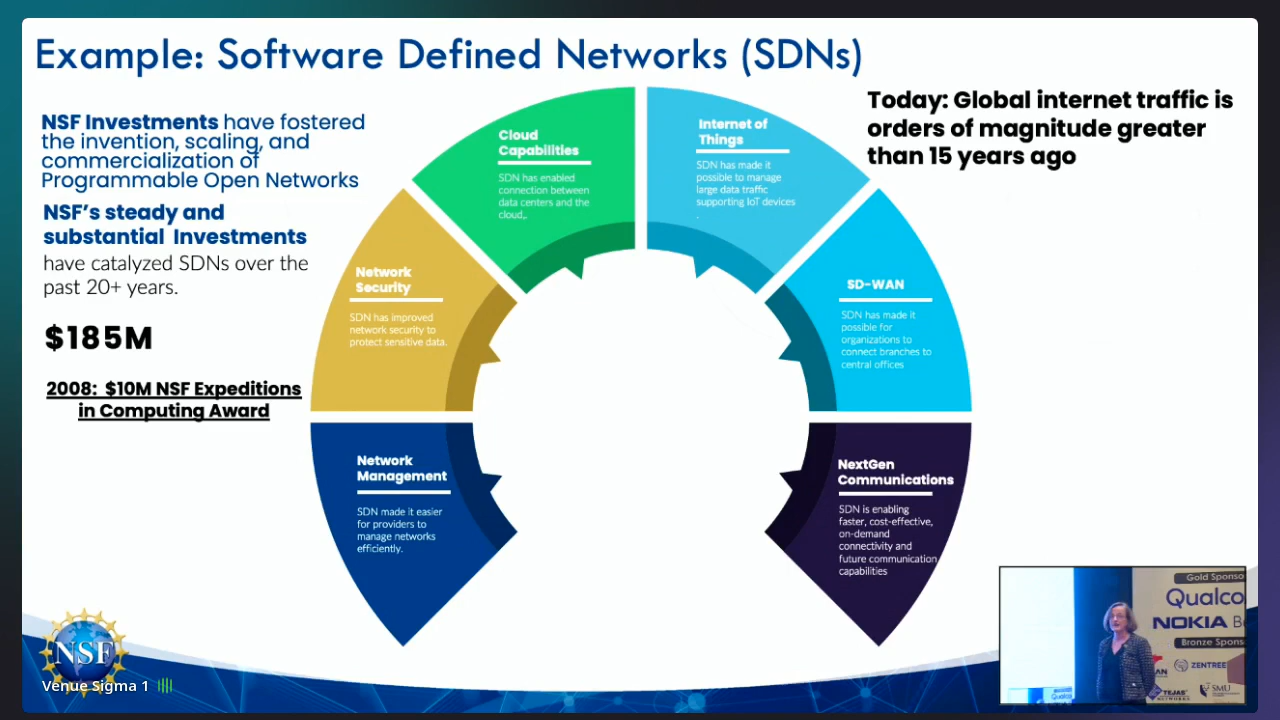 Example: Software Defined Networks (SDNs)
NSF Investments have fostered
the invention, scaling, and
commercialization of
Programmable Open Networks
NSF's steady and
substantial Investments
have catalyzed SDNs over the
past 20+ years.
$185M
2008: $10M NSF Expeditions
in Computing Award
Network
Management
SDN made it easier
for providers to
manage networks
efficiently.
Network
Security
SDN has improved
network security to
protect sensitive data.
Cloud
Capabilities
SDN has enabled
connection between
data centers and the
cloud,.
Internet of
Things
SDN has made it
possible to manage
large data traffic
supporting IoT devices
.
SD-WAN
SDN has made it
possible for
organizations to
connect branches to
central offices
NextGen
Communications
SDN is enabling
faster, cost-effective,
on-demand
connectivity and
future communication
capabilities
Today: Global internet traffic is
orders of magnitude greater
than 15 years ago
NSF
Venue Sigma 1
Gold Sponso
Qualco
NOKIA B
Bronze Spons
ZENTREE
TEJAS
NETWORKS
SMU